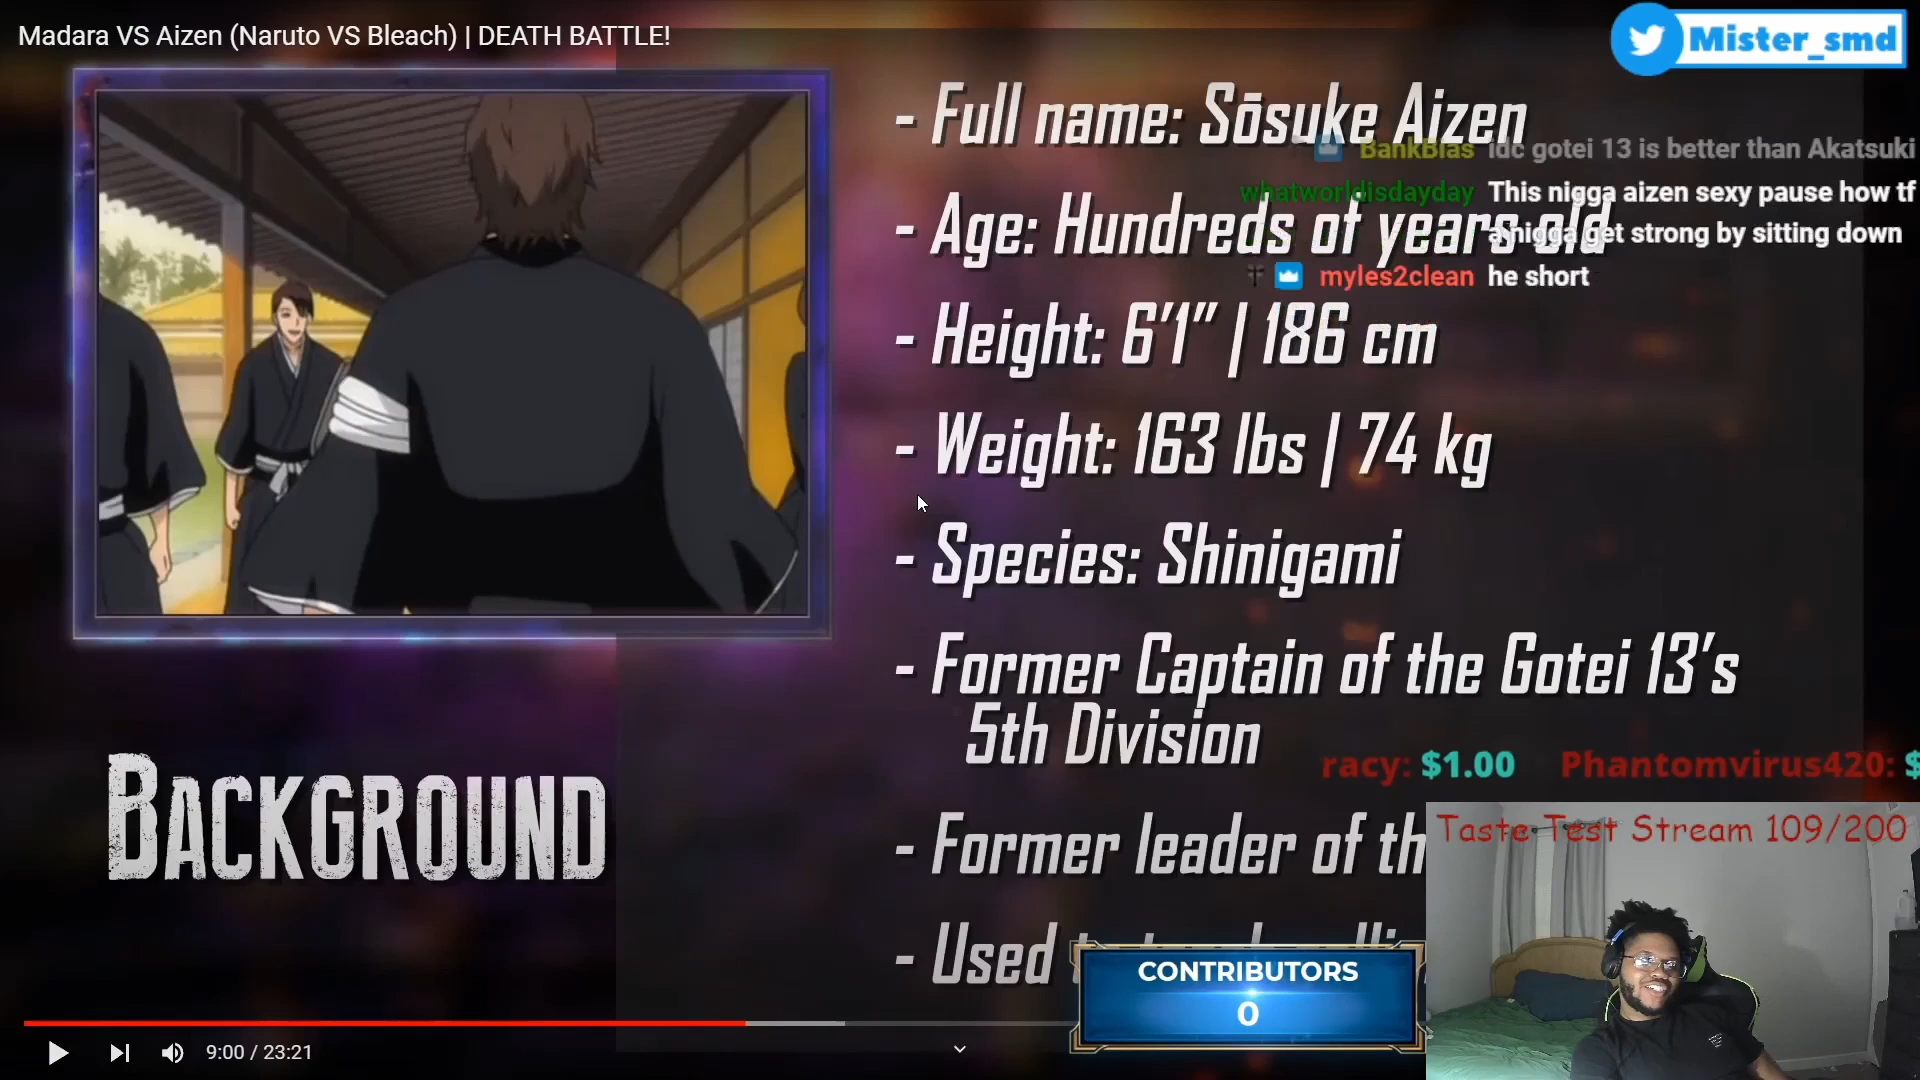 Madara VS Aizen (Naruto VS Bleach) | DEATH BATTLE!
Mister_smd
- Full name: Sōsuke Aizen
BankBias idc gotei 13 is better than Akatsuki
whatworldisdayday This nigga aizen sexy pause how tf
- Age: Hundreds of years old
a nigga get strong by sitting down
myles2clean he short
- Height: 6'1" | 186 cm
- Weight: 163 lbs | 74 kg
- Species: Shinigami
- Former Captain of the Gotei 13's
5th Division
racy: $1.00 Phantomvirus420: $
BACKGROUND
Taste Test Stream 109/200
- Former leader of th
- Used
CONTRIBUTORS
0
9:00 / 23:21